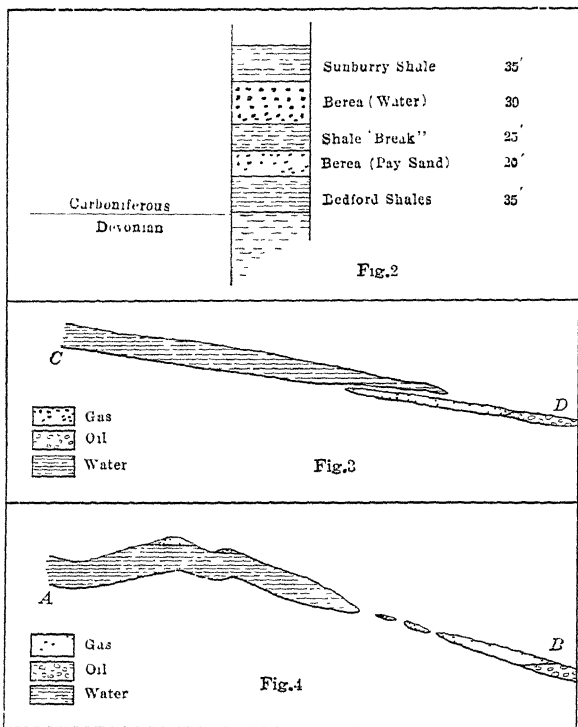 Sunburry Shale 35'
Berea (Water) 30
Shale "Break" 25'
Berea (Pay Sand) 20'
Bedford Shales 35'
Carboniferous
Devonian
Fig.2
C
D
Gas
Oil
Water
Fig.3
A
B
Gas
Oil
Water
Fig.4